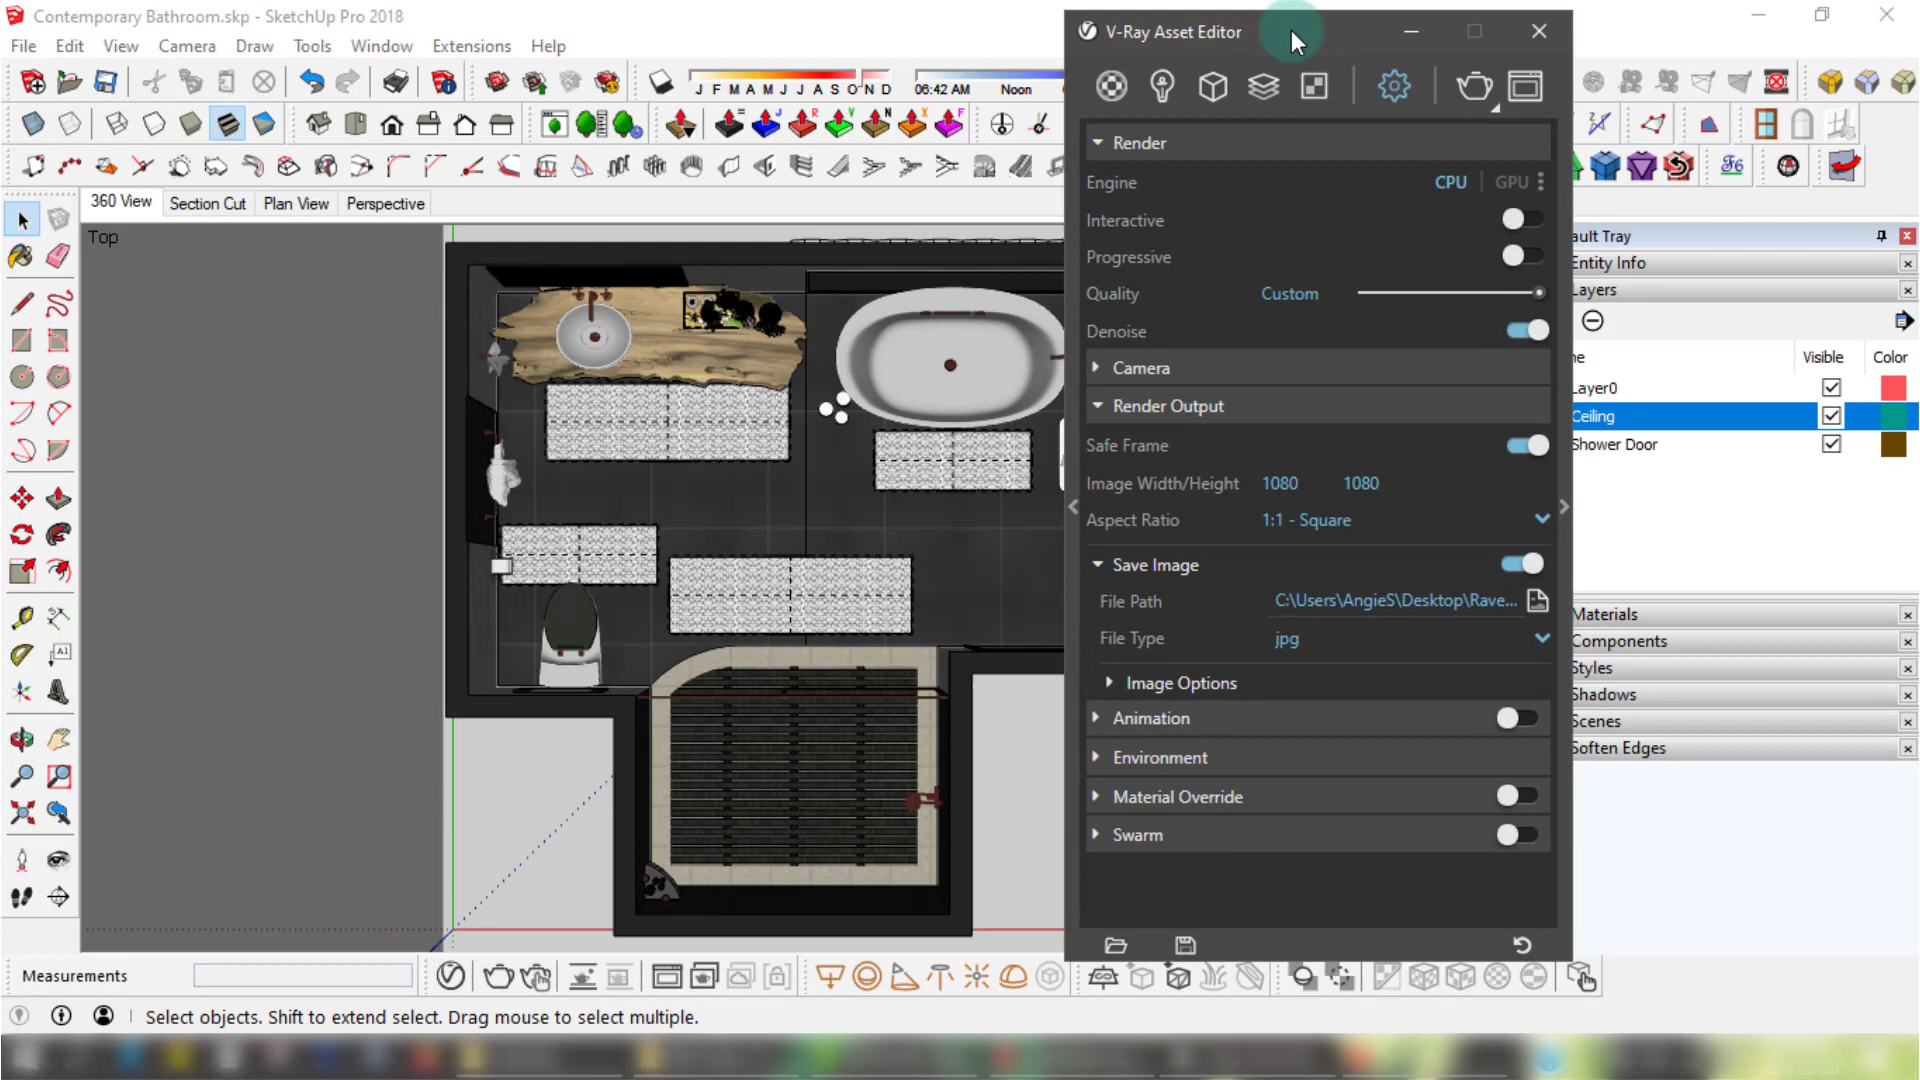 Contemporary Bathroom.skp - SketchUp Pro 2018
File Edit View Camera Draw Tools Window Extensions Help
J F M A M J J A S O N D 06:42 AM Noon
360 View Section Cut Plan View Perspective
Top
V-Ray Asset Editor
Render
Engine CPU GPU
Interactive
Progressive
Quality Custom
Denoise
Camera
Render Output
Safe Frame
Image Width/Height 1080 1080
Aspect Ratio 1:1 - Square
Save Image
File Path C:\Users\AngieS\Desktop\Rave...
File Type jpg
Image Options
Animation
Environment
Material Override
Swarm
ault Tray
Entity Info
Layers
ne Visible Color
Layer0
Ceiling
Shower Door
Materials
Components
Styles
Shadows
Scenes
Soften Edges
Measurements
Select objects. Shift to extend select. Drag mouse to select multiple.